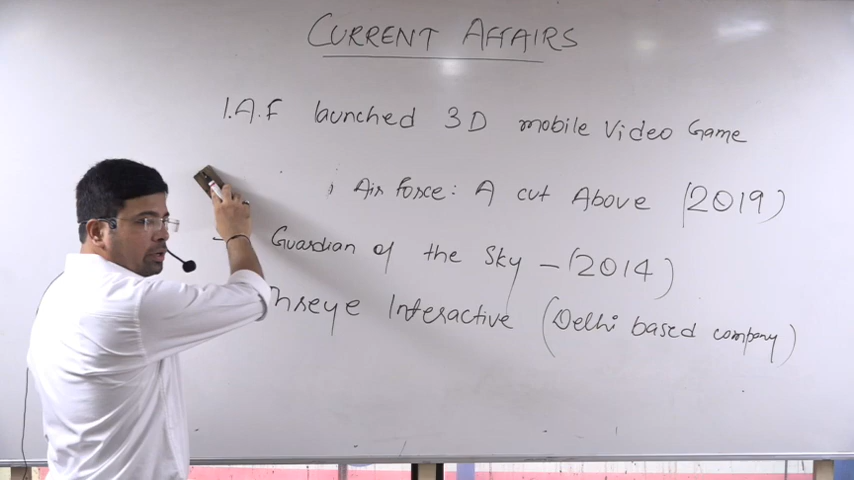 CURRENT AFFAIRS
I.A.F launched 3D mobile Video Game
Air force: A cut Above (2019)
Guardian of the Sky - (2014)
Threye Interactive (Delhi based company)